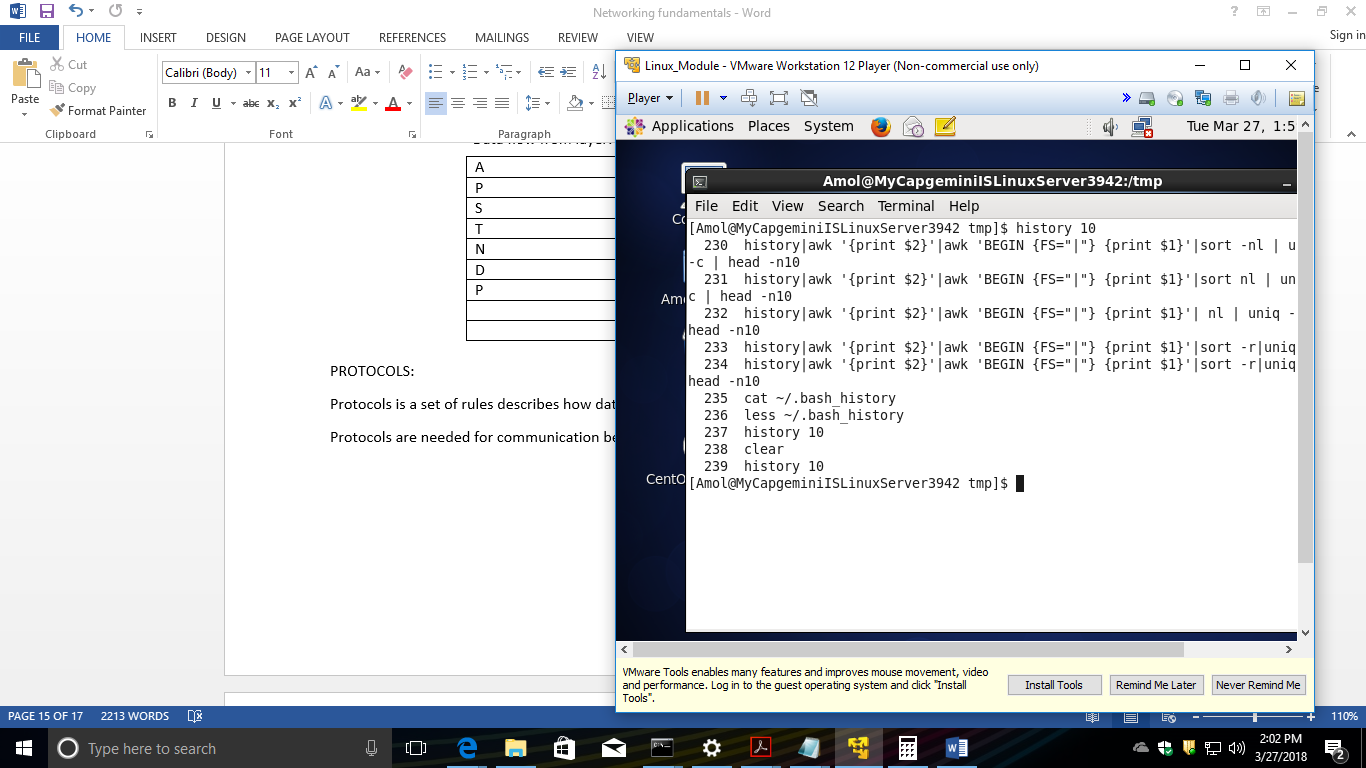 Networking fundamentals - Word
FILE HOME INSERT DESIGN PAGE LAYOUT REFERENCES MAILINGS REVIEW VIEW Sign in
Paste
Cut
Copy
Format Painter
Calibri (Body) 11
Clipboard Font Paragraph
A
P
S
T
N
D
P
PROTOCOLS:
Protocols is a set of rules describes how dat
Protocols are needed for communication be
Linux_Module - VMware Workstation 12 Player (Non-commercial use only)
Player
Applications Places System Tue Mar 27, 1:5
Amol@MyCapgeminiISLinuxServer3942:/tmp
File Edit View Search Terminal Help
[Amol@MyCapgeminiISLinuxServer3942 tmp]$ history 10
230 history|awk '{print $2}'|awk 'BEGIN {FS="|"} {print $1}'|sort -nl | u
-c | head -n10
231 history|awk '{print $2}'|awk 'BEGIN {FS="|"} {print $1}'|sort nl | un
c | head -n10
232 history|awk '{print $2}'|awk 'BEGIN {FS="|"} {print $1}'| nl | uniq -
head -n10
233 history|awk '{print $2}'|awk 'BEGIN {FS="|"} {print $1}'|sort -r|uniq
234 history|awk '{print $2}'|awk 'BEGIN {FS="|"} {print $1}'|sort -r|uniq
head -n10
235 cat ~/.bash_history
236 less ~/.bash_history
237 history 10
238 clear
239 history 10
[Amol@MyCapgeminiISLinuxServer3942 tmp]$
Co
Amo
CentO
VMware Tools enables many features and improves mouse movement, video
and performance. Log in to the guest operating system and click "Install
Tools".
Install Tools Remind Me Later Never Remind Me
PAGE 15 OF 17 2213 WORDS 110%
Type here to search
2:02 PM
3/27/2018
2